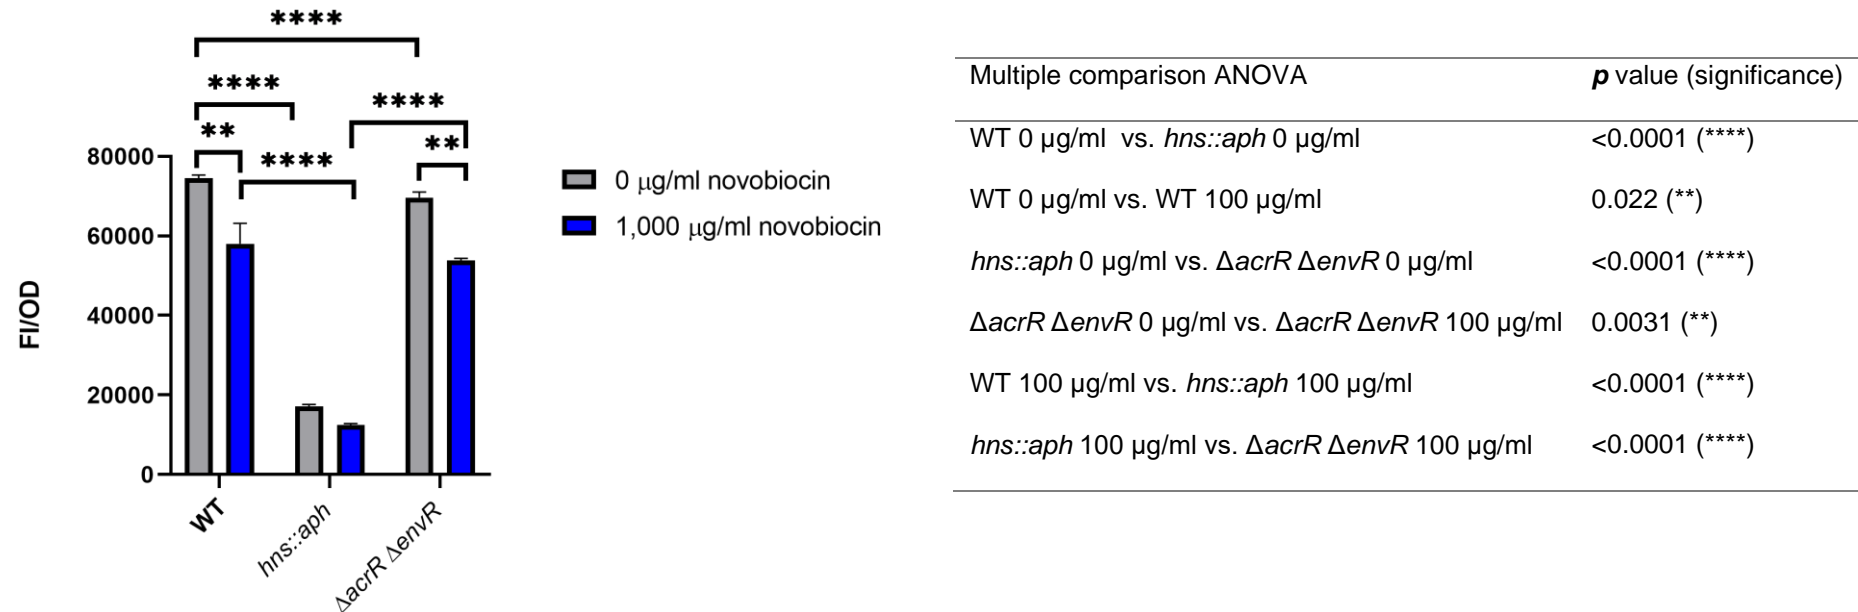 ****
****
****
**
**
****
80000
60000
40000
20000
0
FI/OD
WT
hns::aph
ΔacrR ΔenvR
0 μg/ml novobiocin
1,000 μg/ml novobiocin
Multiple comparison ANOVA p value (significance)
WT 0 µg/ml vs. hns::aph 0 µg/ml <0.0001 (****)
WT 0 µg/ml vs. WT 100 µg/ml 0.022 (**)
hns::aph 0 µg/ml vs. ΔacrR ΔenvR 0 µg/ml <0.0001 (****)
ΔacrR ΔenvR 0 µg/ml vs. ΔacrR ΔenvR 100 µg/ml 0.0031 (**)
WT 100 µg/ml vs. hns::aph 100 µg/ml <0.0001 (****)
hns::aph 100 µg/ml vs. ΔacrR ΔenvR 100 µg/ml <0.0001 (****)